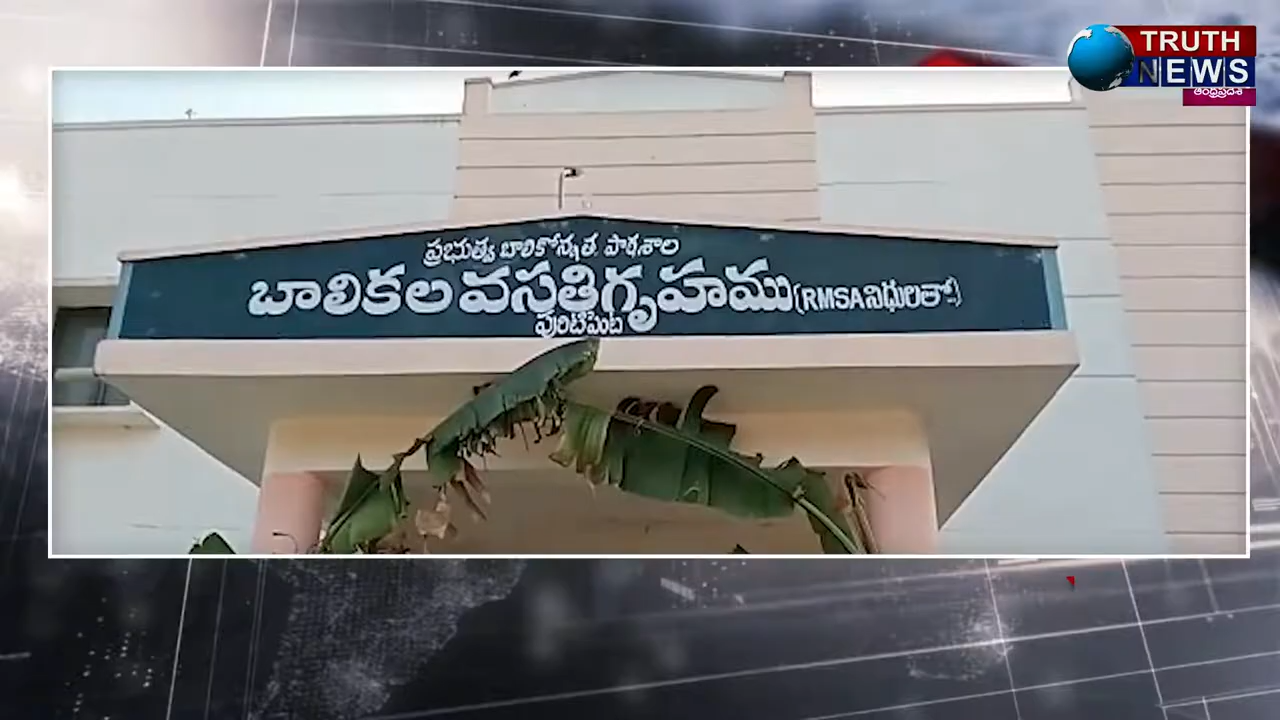 TRUTH
NEWS
ఆంధ్రప్రదేశ్
ప్రభుత్వ బాలికోన్నత పాఠశాల
బాలికల వసతిగృహము (RMSA నిధులతో)
పురిటిపెంట